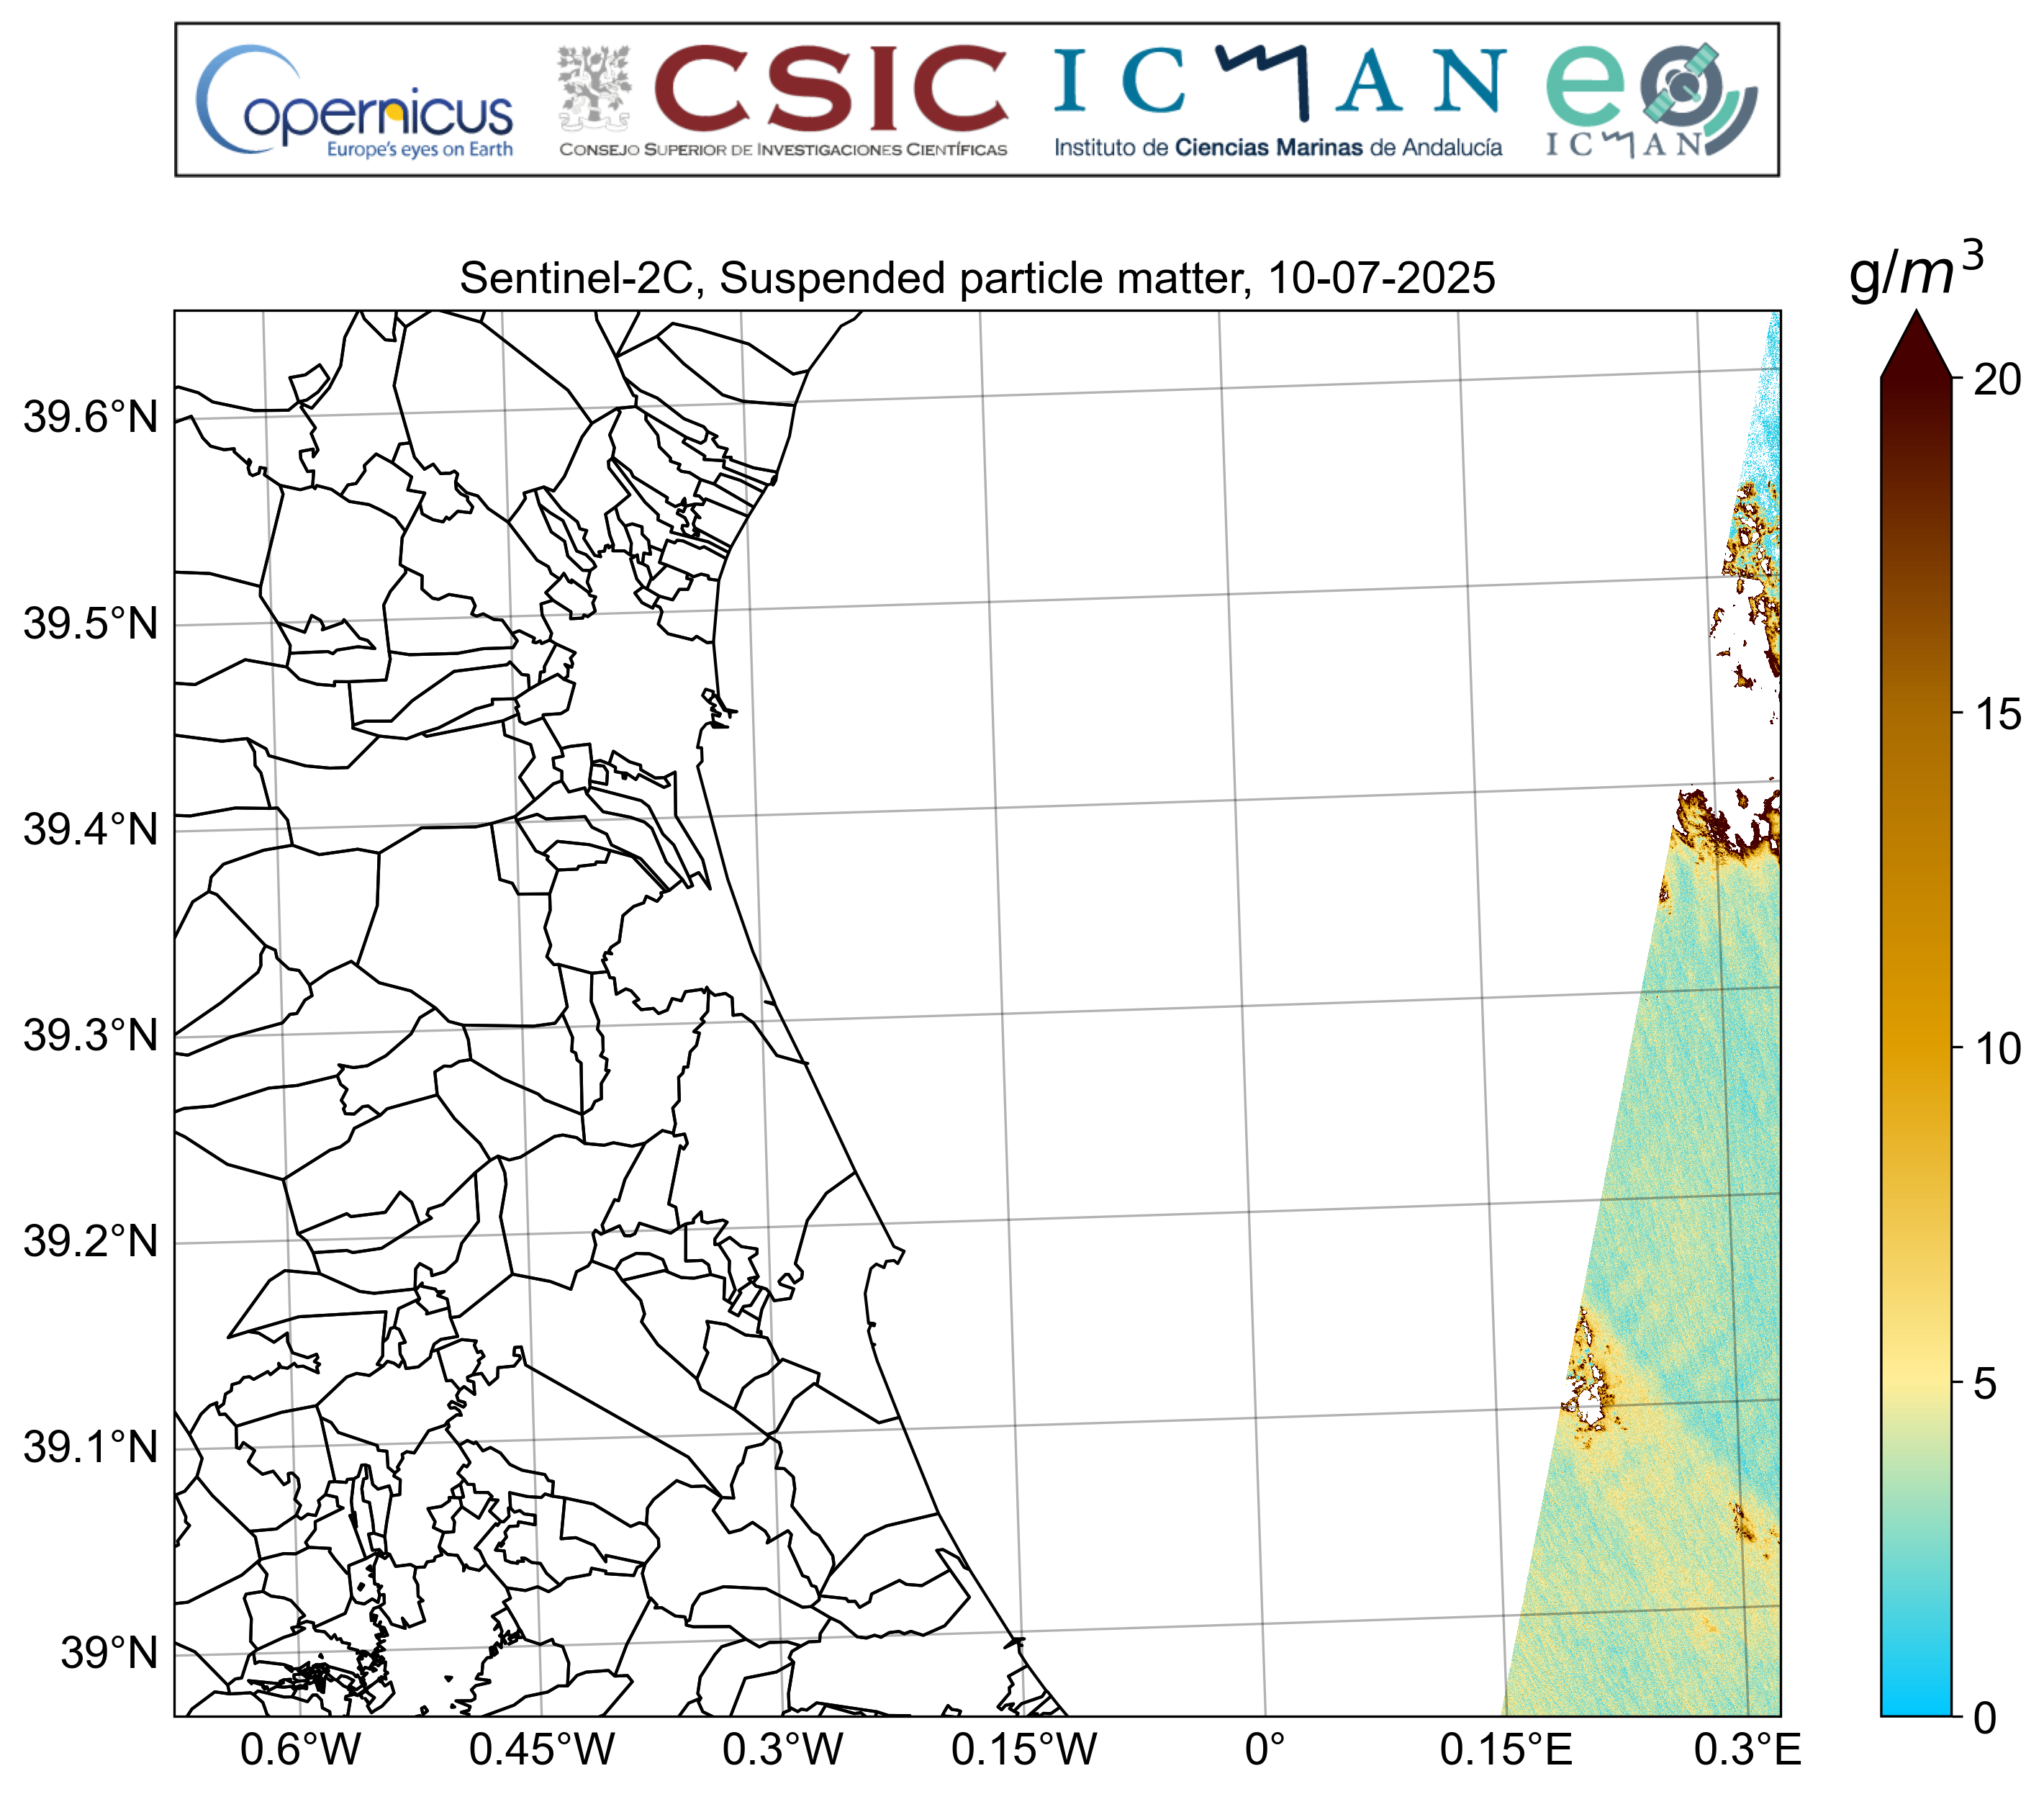 Copernicus
Europe's eyes on Earth
CSIC
CONSEJO SUPERIOR DE INVESTIGACIONES CIENTÍFICAS
ICMAN
Instituto de Ciencias Marinas de Andalucía
eo
ICMAN
Sentinel-2C, Suspended particle matter, 10-07-2025
g/m³
39.6°N
39.5°N
39.4°N
39.3°N
39.2°N
39.1°N
39°N
0.6°W 0.45°W 0.3°W 0.15°W 0° 0.15°E 0.3°E
20
15
10
5
0